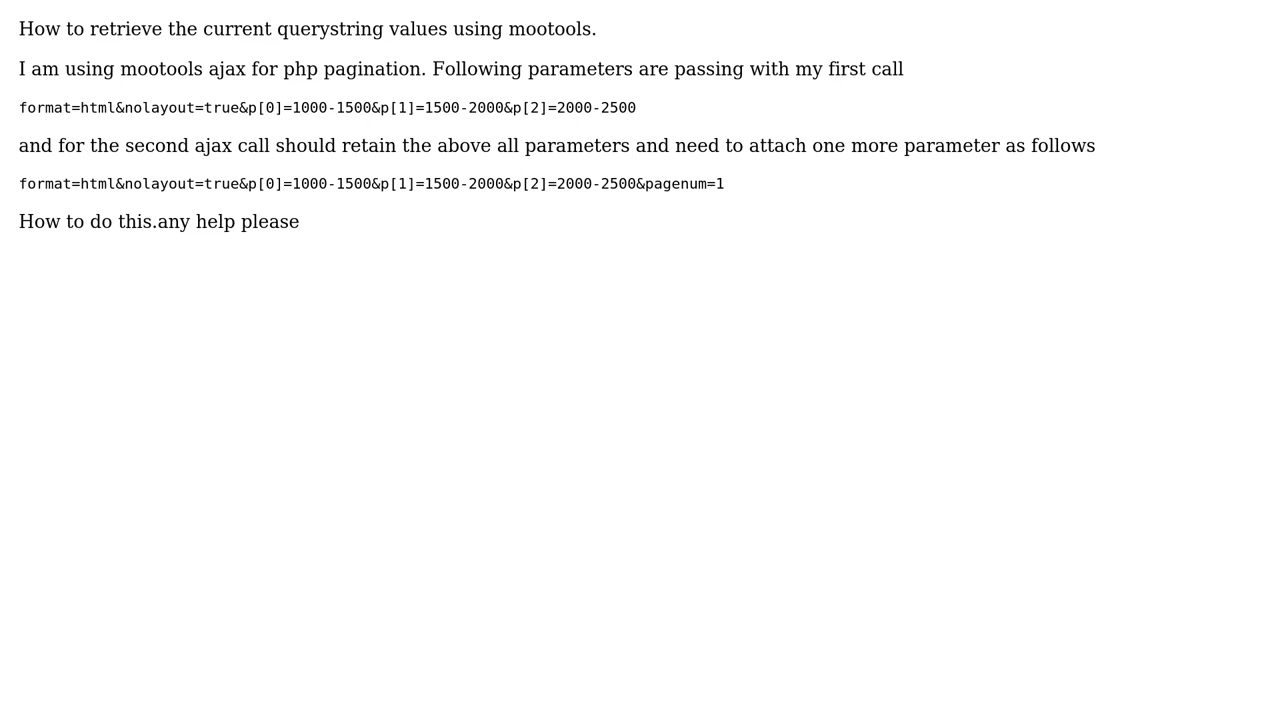 How to retrieve the current querystring values using mootools.
I am using mootools ajax for php pagination. Following parameters are passing with my first call
format=html&nolayout=true&p[0]=1000-1500&p[1]=1500-2000&p[2]=2000-2500
and for the second ajax call should retain the above all parameters and need to attach one more parameter as follows
format=html&nolayout=true&p[0]=1000-1500&p[1]=1500-2000&p[2]=2000-2500&pagenum=1
How to do this.any help please